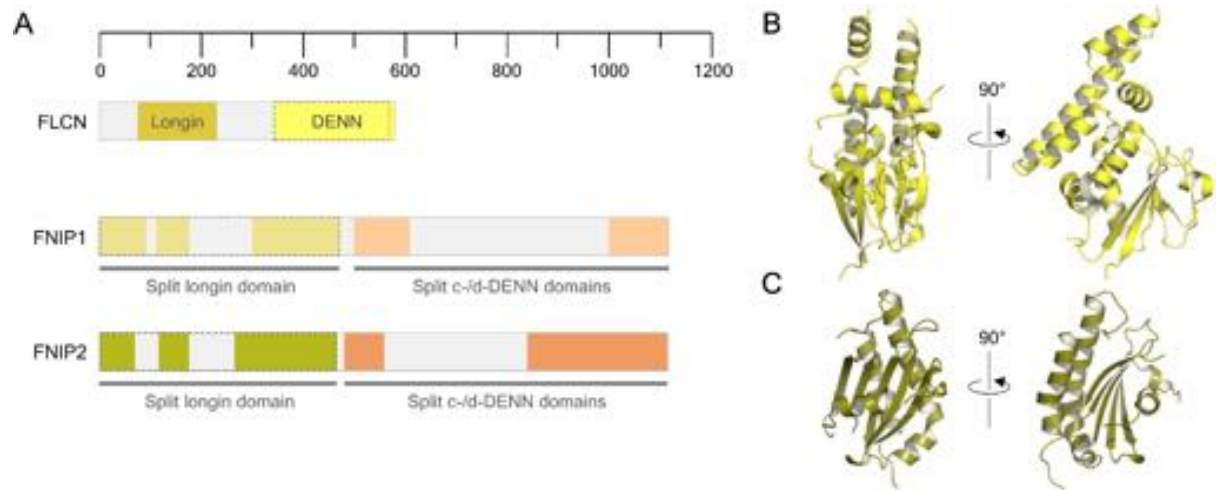 A
0 200 400 600 800 1000 1200
FLCN Longin DENN
FNIP1
Split longin domain Split c-/d-DENN domains
FNIP2
Split longin domain Split c-/d-DENN domains
B
90°
C
90°